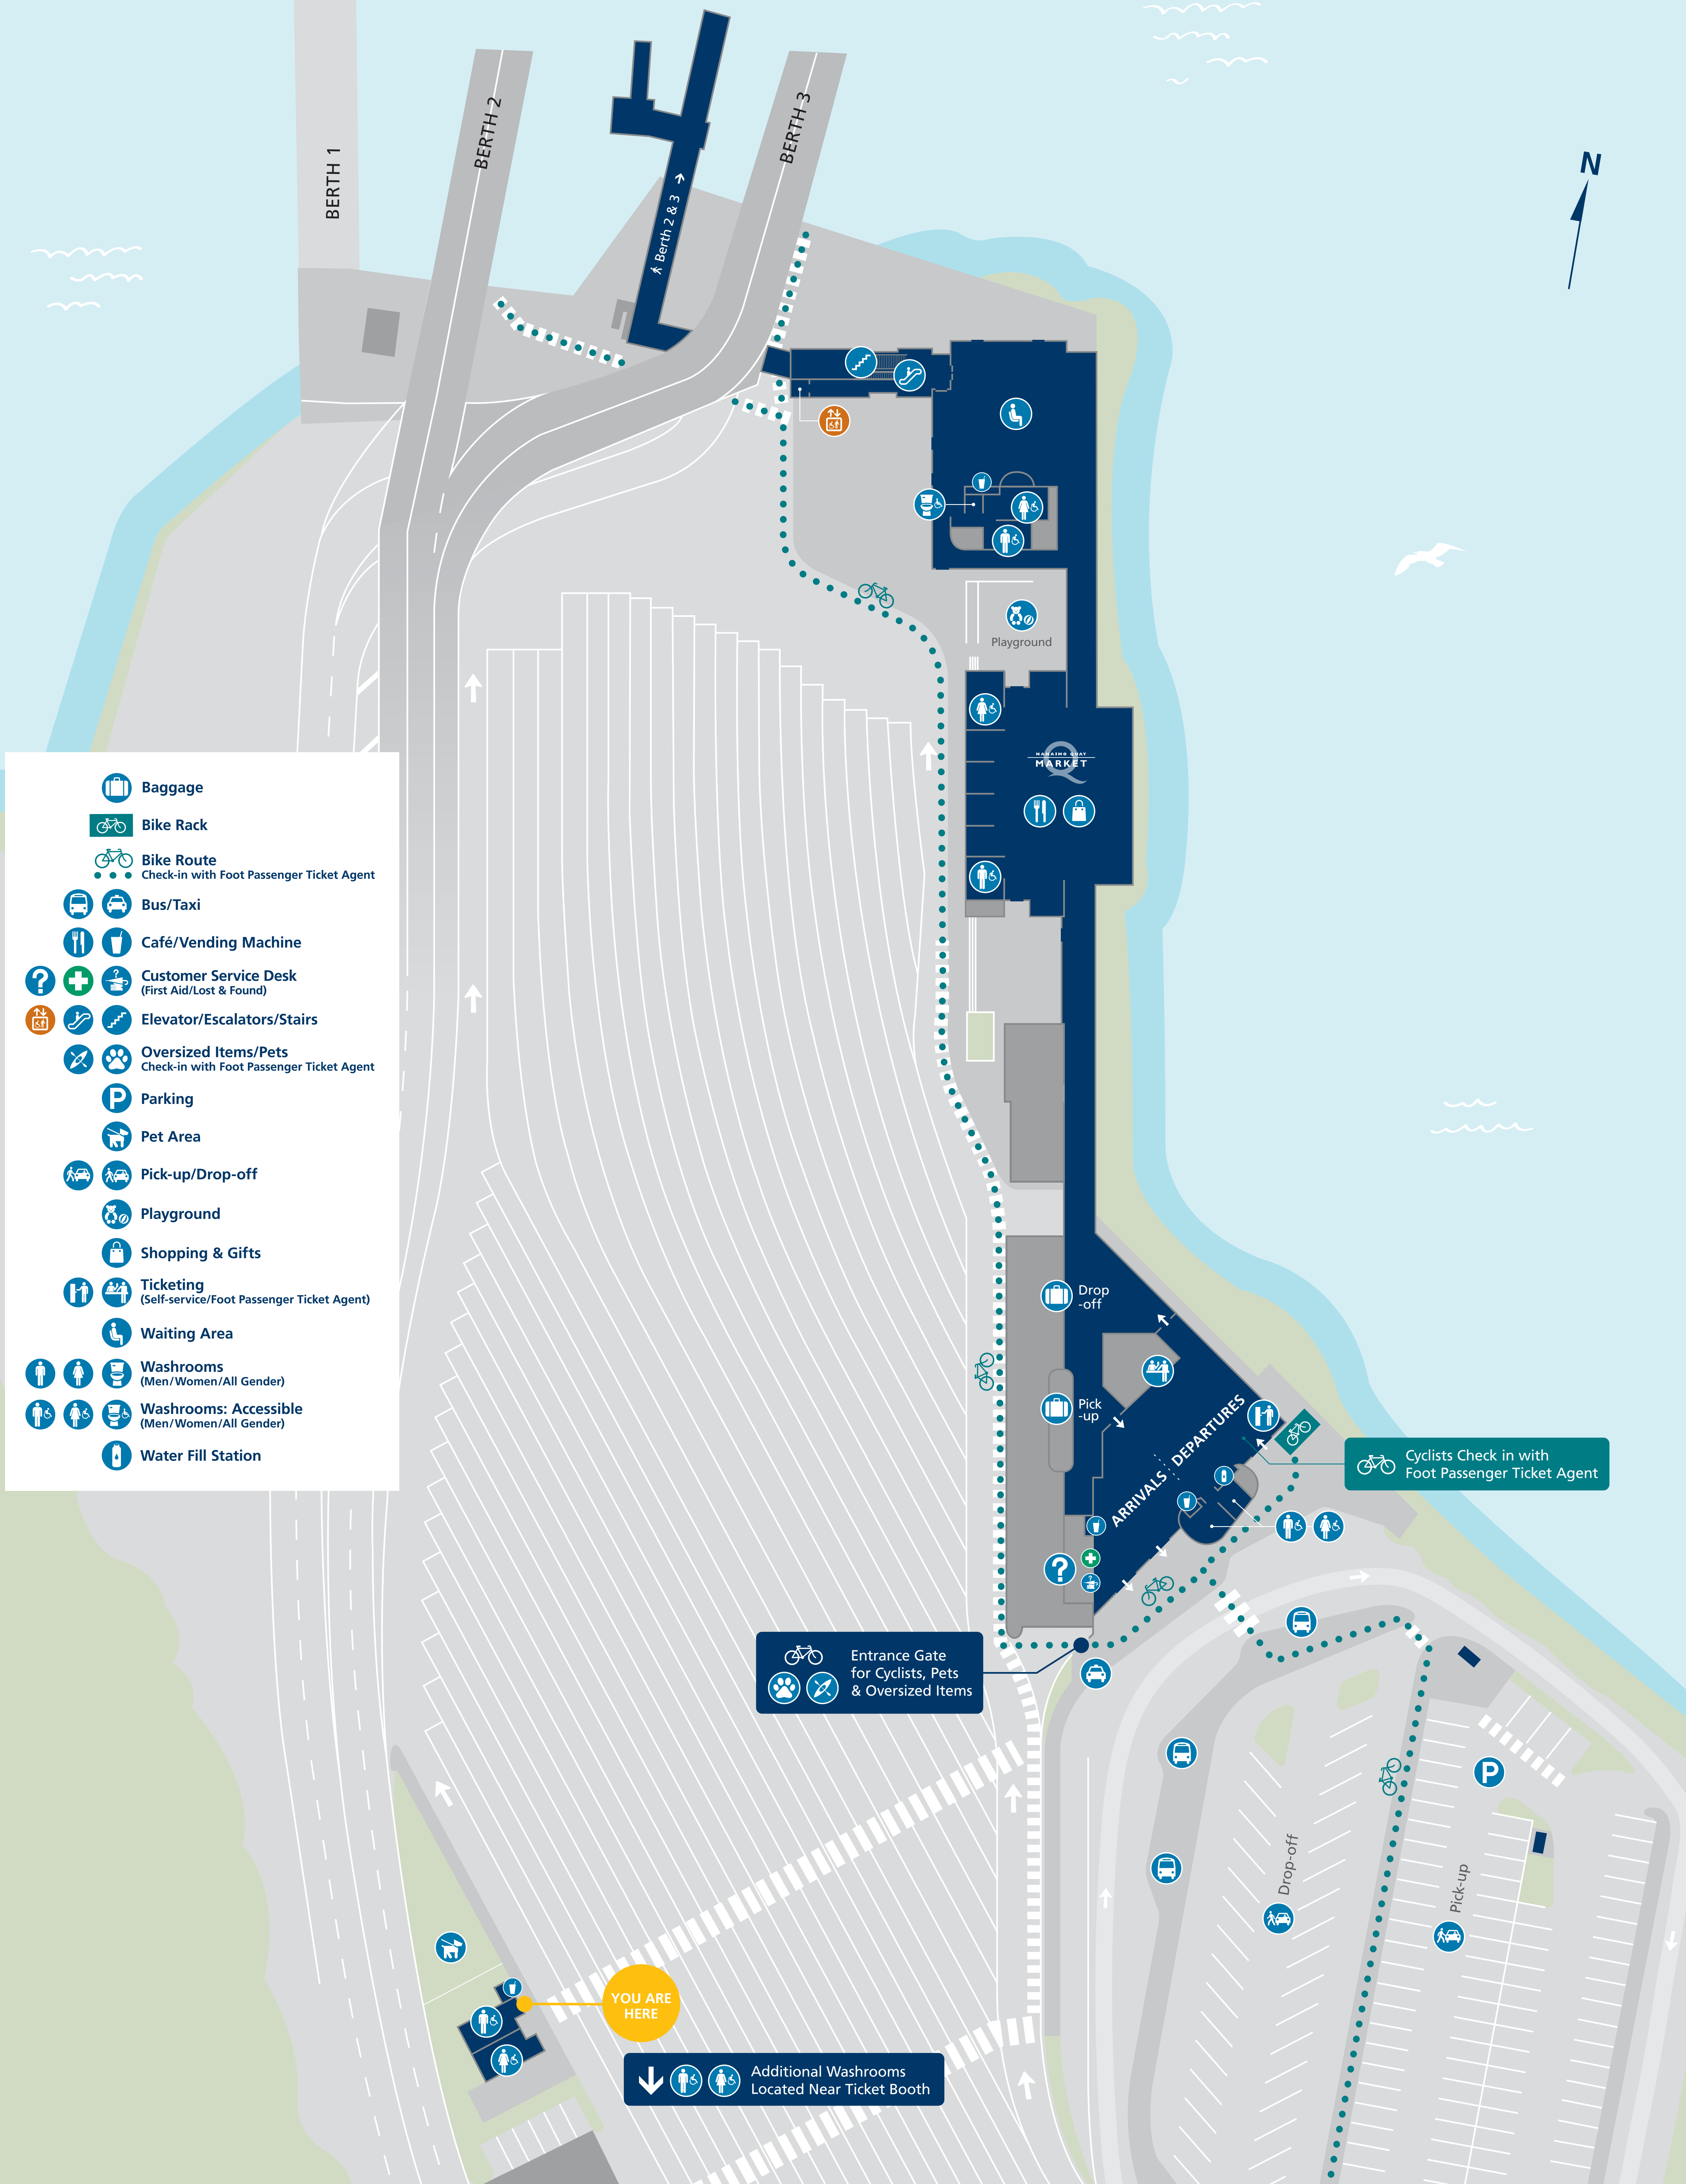 BERTH 1
BERTH 2
Berth 2 & 3
BERTH 3
N
Playground
NANAIMO QUAY
Q
MARKET
Baggage
Bike Rack
Bike Route
Check-in with Foot Passenger Ticket Agent
Bus/Taxi
Café/Vending Machine
Customer Service Desk
(First Aid/Lost & Found)
Elevator/Escalators/Stairs
Oversized Items/Pets
Check-in with Foot Passenger Ticket Agent
P
Parking
Pet Area
Pick-up/Drop-off
Playground
Shopping & Gifts
Ticketing
(Self-service/Foot Passenger Ticket Agent)
Waiting Area
Washrooms
(Men/Women/All Gender)
Washrooms: Accessible
(Men/Women/All Gender)
Water Fill Station
Drop
-off
Pick
-up
ARRIVALS
DEPARTURES
Cyclists Check in with
Foot Passenger Ticket Agent
?
Entrance Gate
for Cyclists, Pets
& Oversized Items
P
Drop-off
Pick-up
YOU ARE
HERE
Additional Washrooms
Located Near Ticket Booth